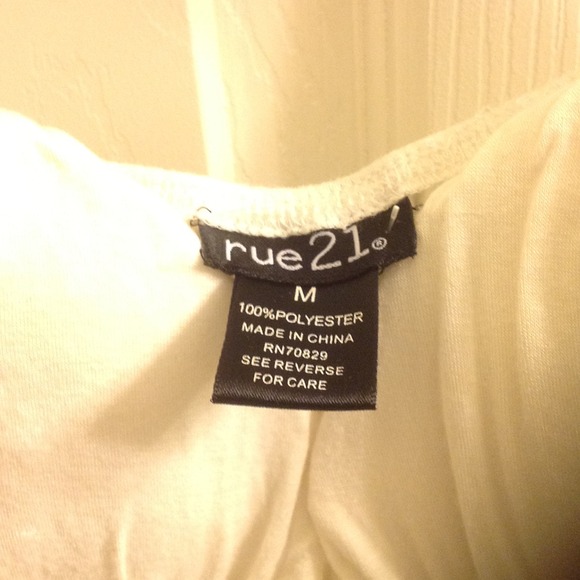 rue21®
M
100%POLYESTER
MADE IN CHINA
RN70829
SEE REVERSE
FOR CARE